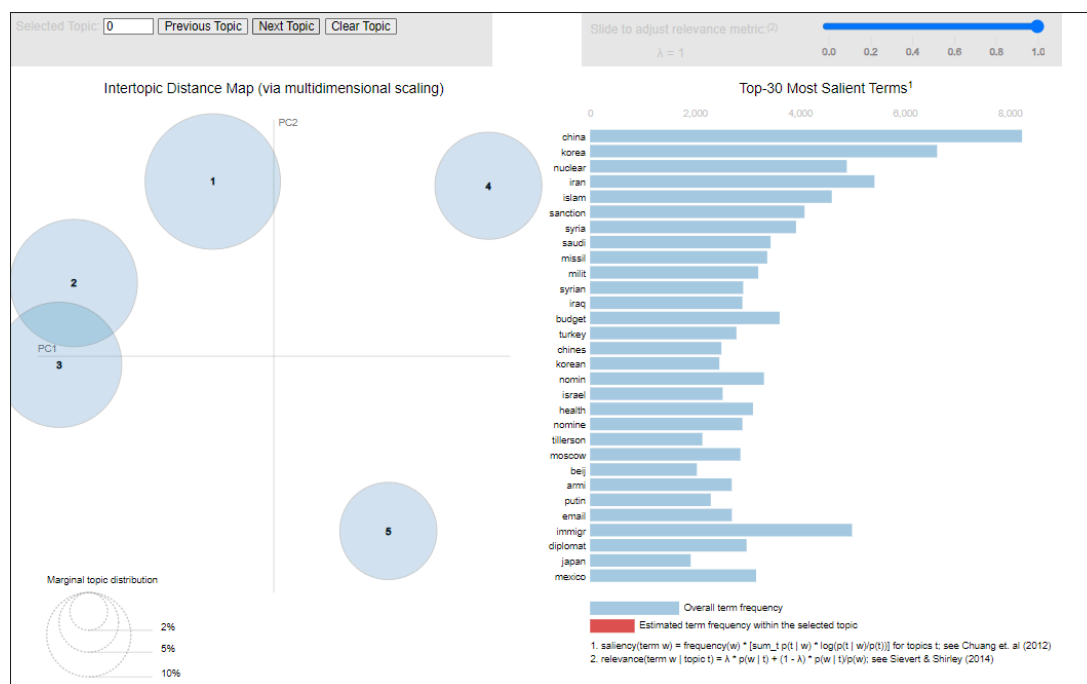 Selected Topic: 0 Previous Topic Next Topic Clear Topic
Slide to adjust relevance metric:(2)
λ = 1
0.0 0.2 0.4 0.6 0.8 1.0
Intertopic Distance Map (via multidimensional scaling)
PC2
1
4
2
PC1
3
5
Marginal topic distribution
2%
5%
10%
Top-30 Most Salient Terms1
0 2,000 4,000 6,000 8,000
china
korea
nuclear
iran
islam
sanction
syria
saudi
missil
milit
syrian
iraq
budget
turkey
chines
korean
nomin
israel
health
nomine
tillerson
moscow
beij
armi
putin
email
immigr
diplomat
japan
mexico
Overall term frequency
Estimated term frequency within the selected topic
1. saliency(term w) = frequency(w) * [sum_t p(t | w) * log(p(t | w)/p(t))] for topics t; see Chuang et. al (2012)
2. relevance(term w | topic t) = λ * p(w | t) + (1 - λ) * p(w | t)/p(w); see Sievert & Shirley (2014)